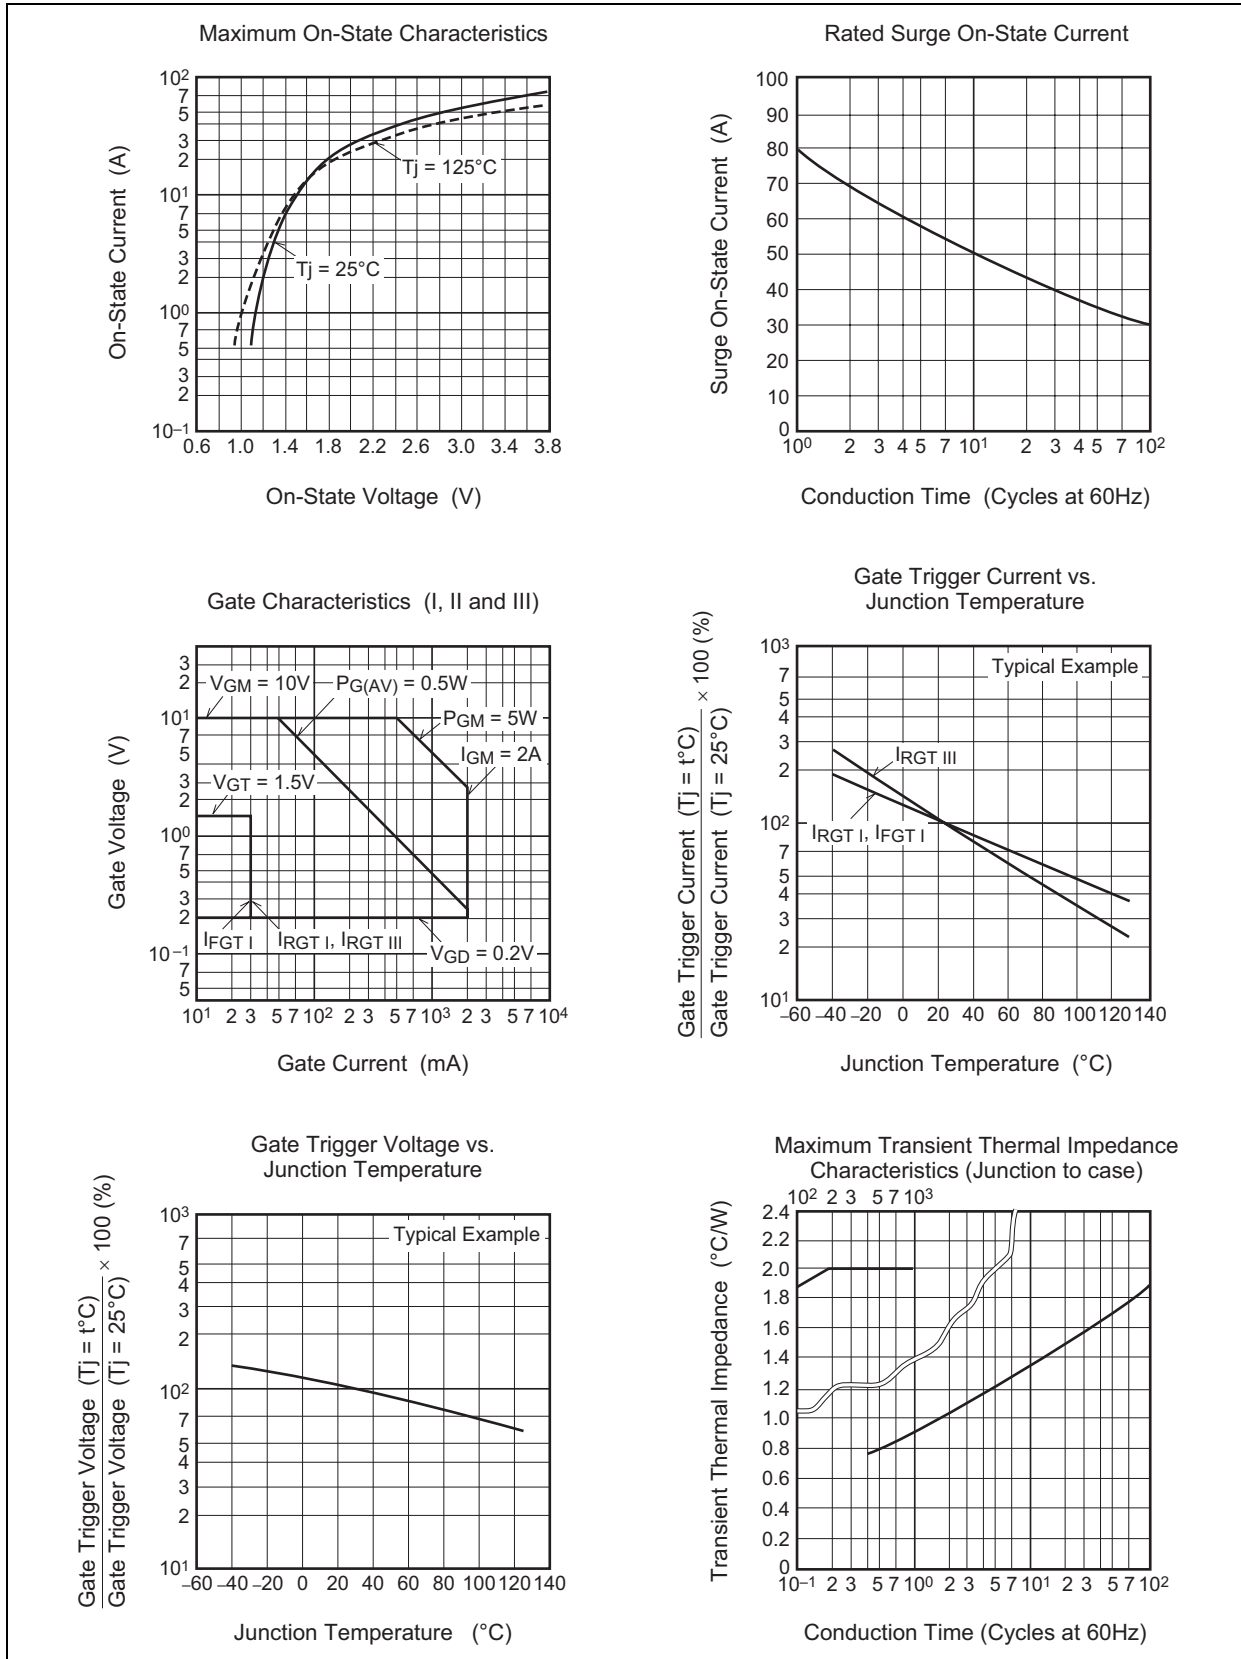 Maximum On-State Characteristics
On-State Current (A)
10²
7
5
3
2
10¹
7
5
3
2
10⁰
7
5
3
2
10–1
Tj = 125°C
Tj = 25°C
0.6 1.0 1.4 1.8 2.2 2.6 3.0 3.4 3.8
On-State Voltage (V)
Rated Surge On-State Current
Surge On-State Current (A)
100
90
80
70
60
50
40
30
20
10
0
10⁰ 2 3 4 5 7 10¹ 2 3 4 5 7 10²
Conduction Time (Cycles at 60Hz)
Gate Characteristics (I, II and III)
Gate Voltage (V)
3
2
10¹
7
5
3
2
10⁰
7
5
3
2
10–1
7
5
VGM = 10V
PG(AV) = 0.5W
PGM = 5W
IGM = 2A
VGT = 1.5V
IFGT I
IRGT I, IRGT III
VGD = 0.2V
10¹ 2 3 5 7 10² 2 3 5 7 10³ 2 3 5 7 10⁴
Gate Current (mA)
Gate Trigger Current vs.
Junction Temperature
Gate Trigger Current (Tj = t°C)
Gate Trigger Current (Tj = 25°C)
× 100 (%)
10³
7
5
4
3
2
10²
7
5
4
3
2
10¹
Typical Example
IRGT III
IRGT I, IFGT I
–60 –40 –20 0 20 40 60 80 100 120 140
Junction Temperature (°C)
Gate Trigger Voltage vs.
Junction Temperature
Gate Trigger Voltage (Tj = t°C)
Gate Trigger Voltage (Tj = 25°C)
× 100 (%)
10³
7
5
4
3
2
10²
7
5
4
3
2
10¹
Typical Example
–60 –40 –20 0 20 40 60 80 100 120 140
Junction Temperature (°C)
Maximum Transient Thermal Impedance
Characteristics (Junction to case)
10² 2 3 5 7 10³
Transient Thermal Impedance (°C/W)
2.4
2.2
2.0
1.8
1.6
1.4
1.2
1.0
0.8
0.6
0.4
0.2
0
10–1 2 3 5 7 10⁰ 2 3 5 7 10¹ 2 3 5 7 10²
Conduction Time (Cycles at 60Hz)